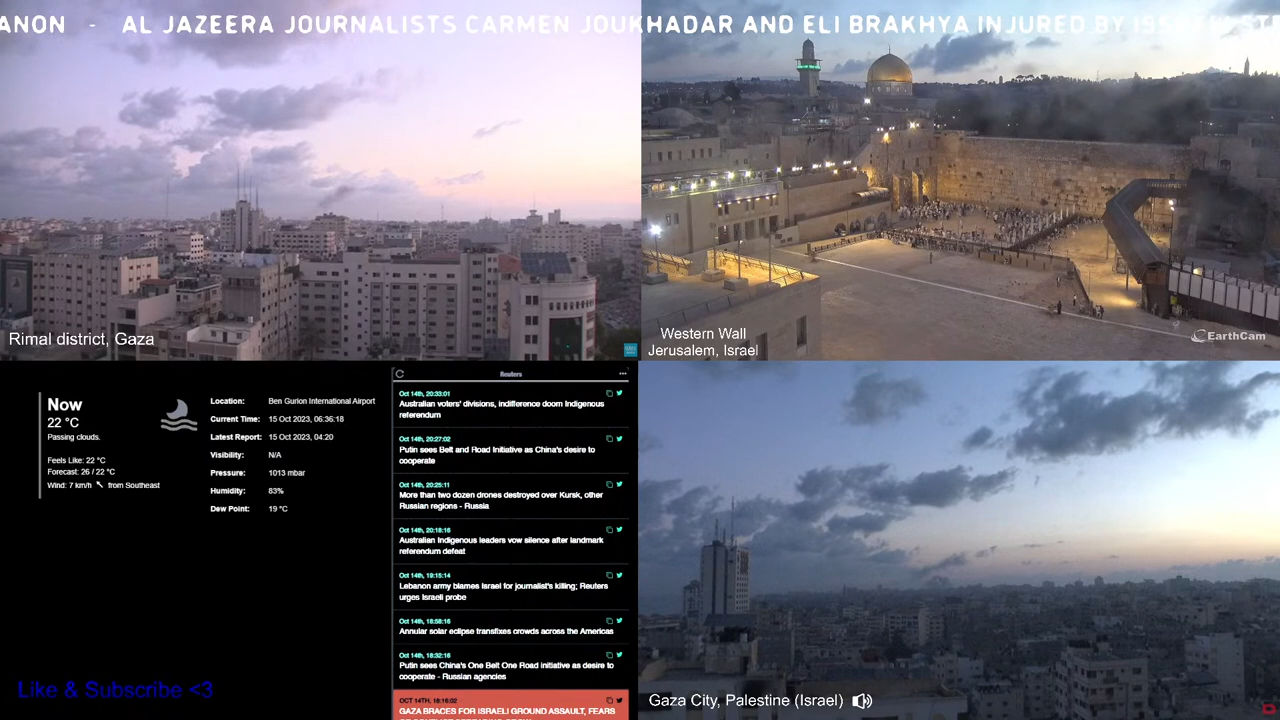 ANON - AL JAZEERA JOURNALISTS CARMEN JOUKHADAR AND ELI BRAKHYA INJURED BY
Rimal district, Gaza
Western Wall
Jerusalem, Israel
EarthCam
Now
22 °C
Passing clouds.
Feels Like: 22 °C
Forecast: 26 / 22 °C
Wind: 7 km/h from Southeast
Location: Ben Gurion International Airport
Current Time: 15 Oct 2023, 06:36:18
Latest Report: 15 Oct 2023, 04:20
Visibility: N/A
Pressure: 1013 mbar
Humidity: 83%
Dew Point: 19 °C
Like & Subscribe <3
Reuters
Oct 14th, 20:33:01
Australian voters' divisions, indifference doom Indigenous
referendum
Oct 14th, 20:27:02
Putin sees Belt and Road Initiative as China's desire to
cooperate
Oct 14th, 20:25:11
More than two dozen drones destroyed over Kursk, other
Russian regions - Russia
Oct 14th, 20:18:16
Australian Indigenous leaders vow silence after landmark
referendum defeat
Oct 14th, 19:15:14
Lebanon army blames Israel for journalist's killing; Reuters
urges Israeli probe
Oct 14th, 18:58:16
Annular solar eclipse transfixes crowds across the Americas
Oct 14th, 18:32:16
Putin sees China's One Belt One Road initiative as desire to
cooperate - Russian agencies
OCT 14TH, 18:16:02
GAZA BRACES FOR ISRAELI GROUND ASSAULT, FEARS
Gaza City, Palestine (Israel)